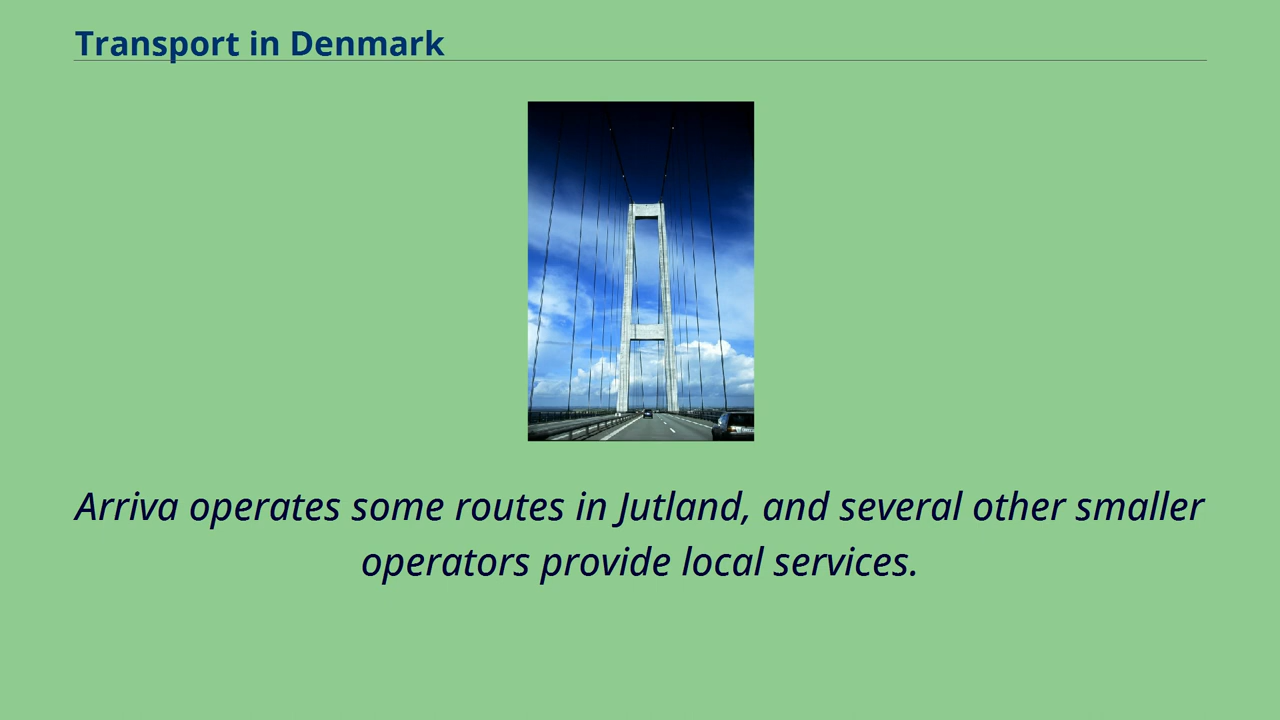 Transport in Denmark
Arriva operates some routes in Jutland, and several other smaller
operators provide local services.